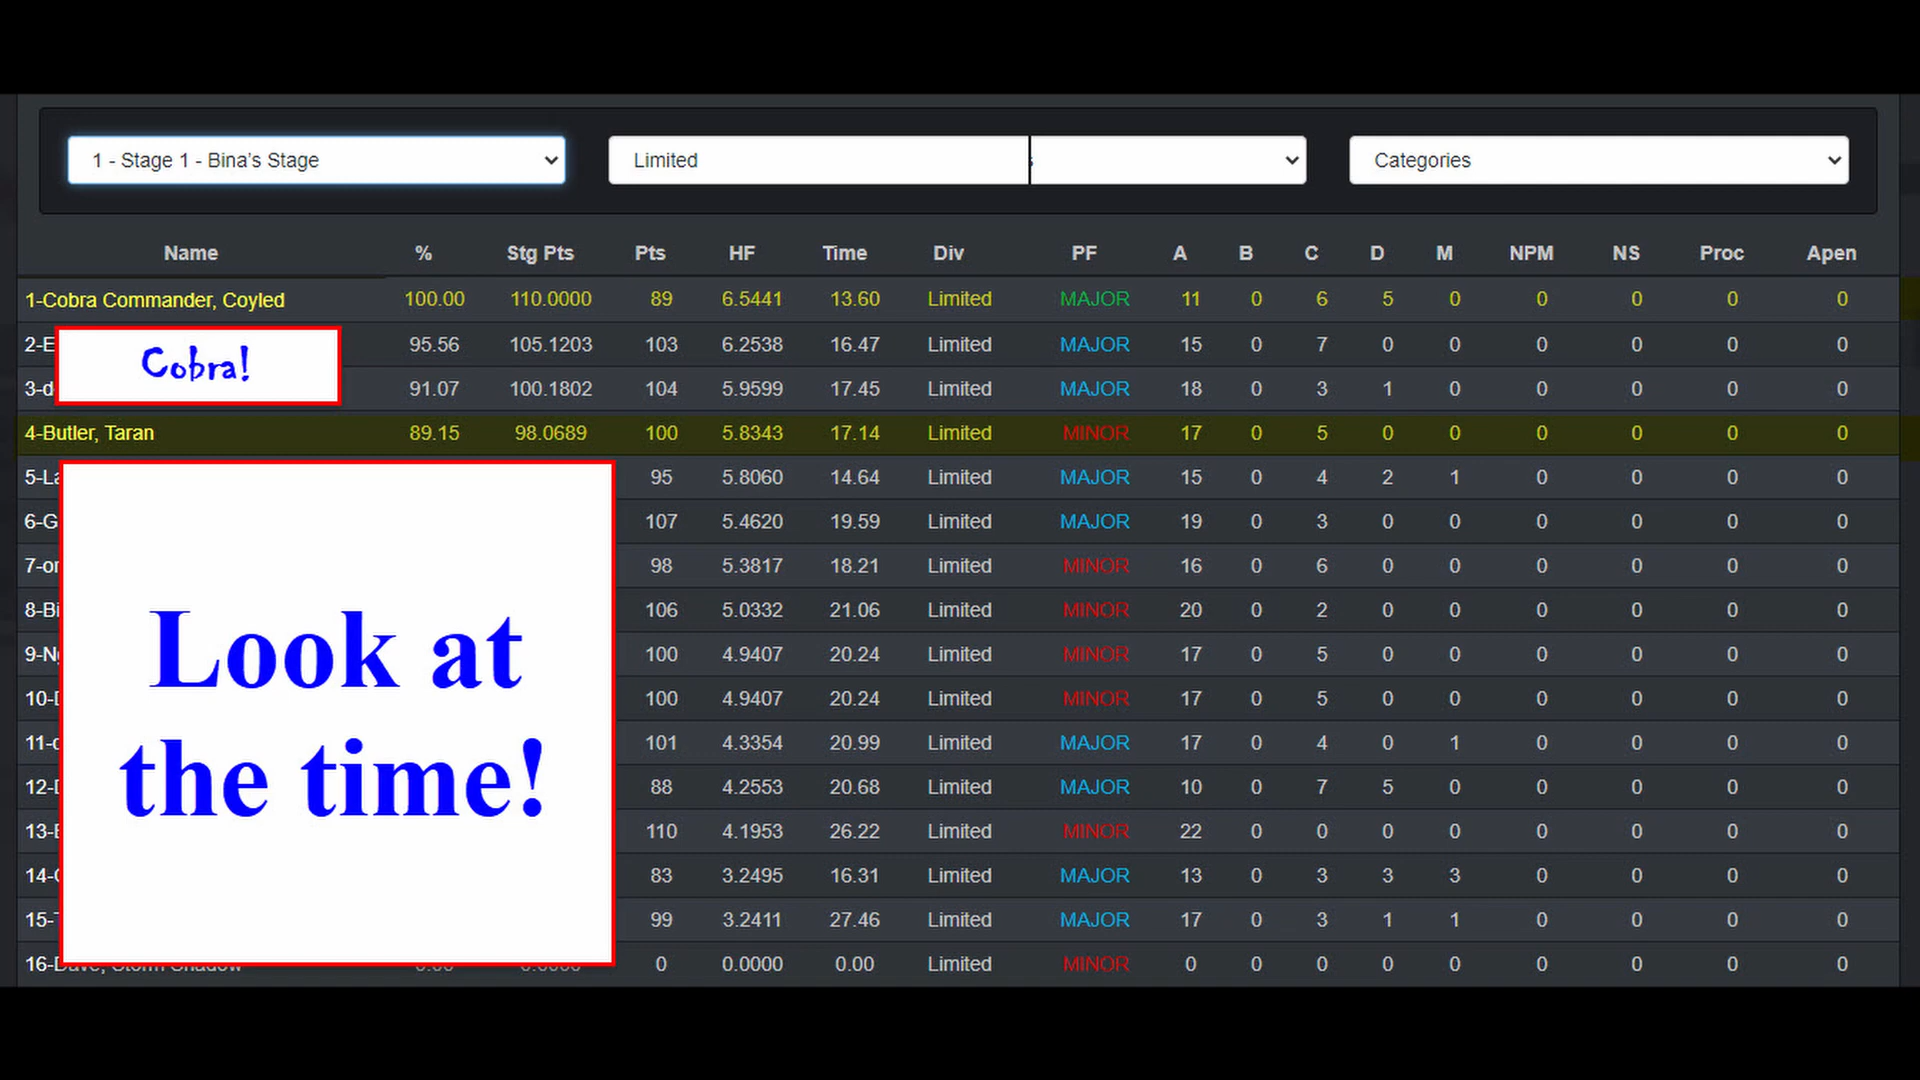 1 - Stage 1 - Bina's Stage Limited Categories
Name % Stg Pts Pts HF Time Div PF A B C D M NPM NS Proc Apen
1-Cobra Commander, Coyled 100.00 110.0000 89 6.5441 13.60 Limited MAJOR 11 0 6 5 0 0 0 0 0
2-E 95.56 105.1203 103 6.2538 16.47 Limited MAJOR 15 0 7 0 0 0 0 0 0
Cobra!
3-d 91.07 100.1802 104 5.9599 17.45 Limited MAJOR 18 0 3 1 0 0 0 0 0
4-Butler, Taran 89.15 98.0689 100 5.8343 17.14 Limited MINOR 17 0 5 0 0 0 0 0 0
5-La 95 5.8060 14.64 Limited MAJOR 15 0 4 2 1 0 0 0 0
6-G 107 5.4620 19.59 Limited MAJOR 19 0 3 0 0 0 0 0 0
7-or 98 5.3817 18.21 Limited MINOR 16 0 6 0 0 0 0 0 0
8-Bi 106 5.0332 21.06 Limited MINOR 20 0 2 0 0 0 0 0 0
9-N 100 4.9407 20.24 Limited MINOR 17 0 5 0 0 0 0 0 0
10-D 100 4.9407 20.24 Limited MINOR 17 0 5 0 0 0 0 0 0
11-c 101 4.3354 20.99 Limited MAJOR 17 0 4 0 1 0 0 0 0
12-D 88 4.2553 20.68 Limited MAJOR 10 0 7 5 0 0 0 0 0
13-E 110 4.1953 26.22 Limited MINOR 22 0 0 0 0 0 0 0 0
14-C 83 3.2495 16.31 Limited MAJOR 13 0 3 3 3 0 0 0 0
15-T 99 3.2411 27.46 Limited MAJOR 17 0 3 1 1 0 0 0 0
16-Dave, Storm Shadow 0.00 0.0000 0 0.0000 0.00 Limited MINOR 0 0 0 0 0 0 0 0 0
Look at
the time!